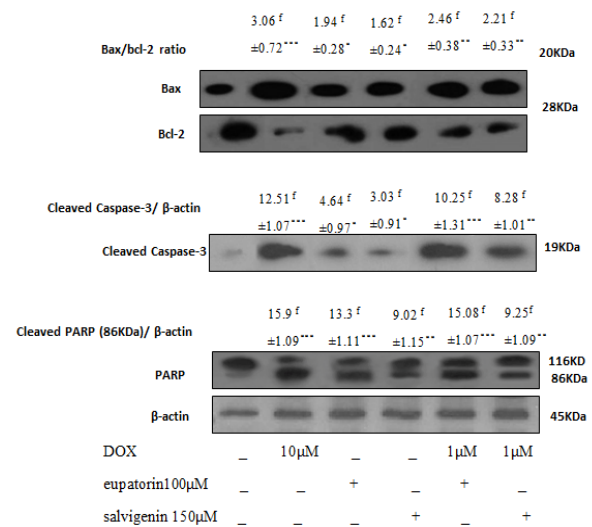 3.06 f 1.94 f 1.62 f 2.46 f 2.21 f
Bax/bcl-2 ratio ±0.72*** ±0.28* ±0.24* ±0.38** ±0.33** 20KDa
Bax
28KDa
Bcl-2
12.51 f 4.64 f 3.03 f 10.25 f 8.28 f
Cleaved Caspase-3/ β-actin
±1.07*** ±0.97* ±0.91* ±1.31*** ±1.01**
Cleaved Caspase-3 19KDa
15.9 f 13.3 f 9.02 f 15.08 f 9.25 f
Cleaved PARP (86KDa)/ β-actin
±1.09*** ±1.11*** ±1.15** ±1.07*** ±1.09**
116KD
PARP 86KDa
β-actin 45KDa
DOX _ 10µM _ _ 1µM 1µM
eupatorin100µM _ _ + _ + _
salvigenin 150µM _ _ _ + _ +